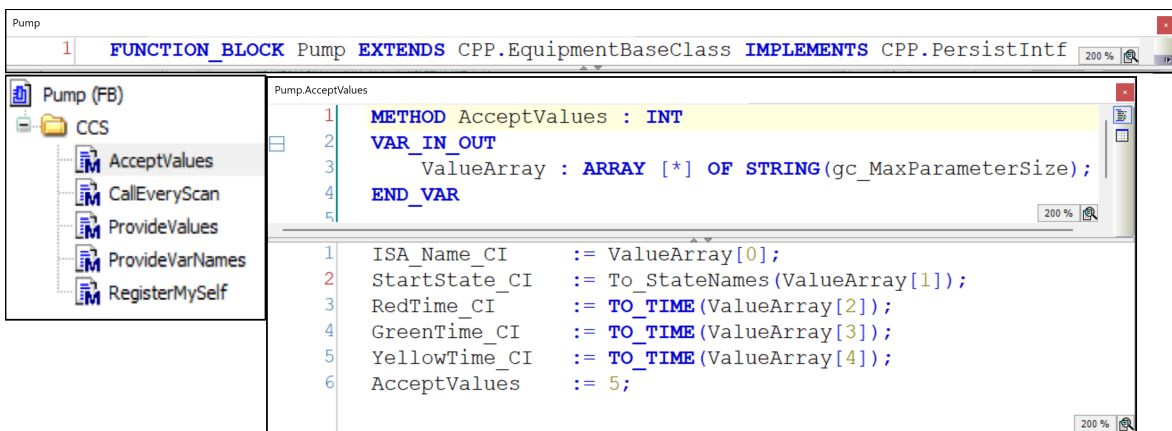 Pump
1 FUNCTION_BLOCK Pump EXTENDS CPP.EquipmentBaseClass IMPLEMENTS CPP.PersistIntf
200 %
Pump (FB)
CCS
AcceptValues
CallEveryScan
ProvideValues
ProvideVarNames
RegisterMySelf
Pump.AcceptValues
1 METHOD AcceptValues : INT
2 VAR_IN_OUT
3 ValueArray : ARRAY [*] OF STRING(gc_MaxParameterSize);
4 END_VAR
5
200 %
1 ISA_Name_CI := ValueArray[0];
2 StartState_CI := To_StateNames(ValueArray[1]);
3 RedTime_CI := TO_TIME(ValueArray[2]);
4 GreenTime_CI := TO_TIME(ValueArray[3]);
5 YellowTime_CI := TO_TIME(ValueArray[4]);
6 AcceptValues := 5;
200 %